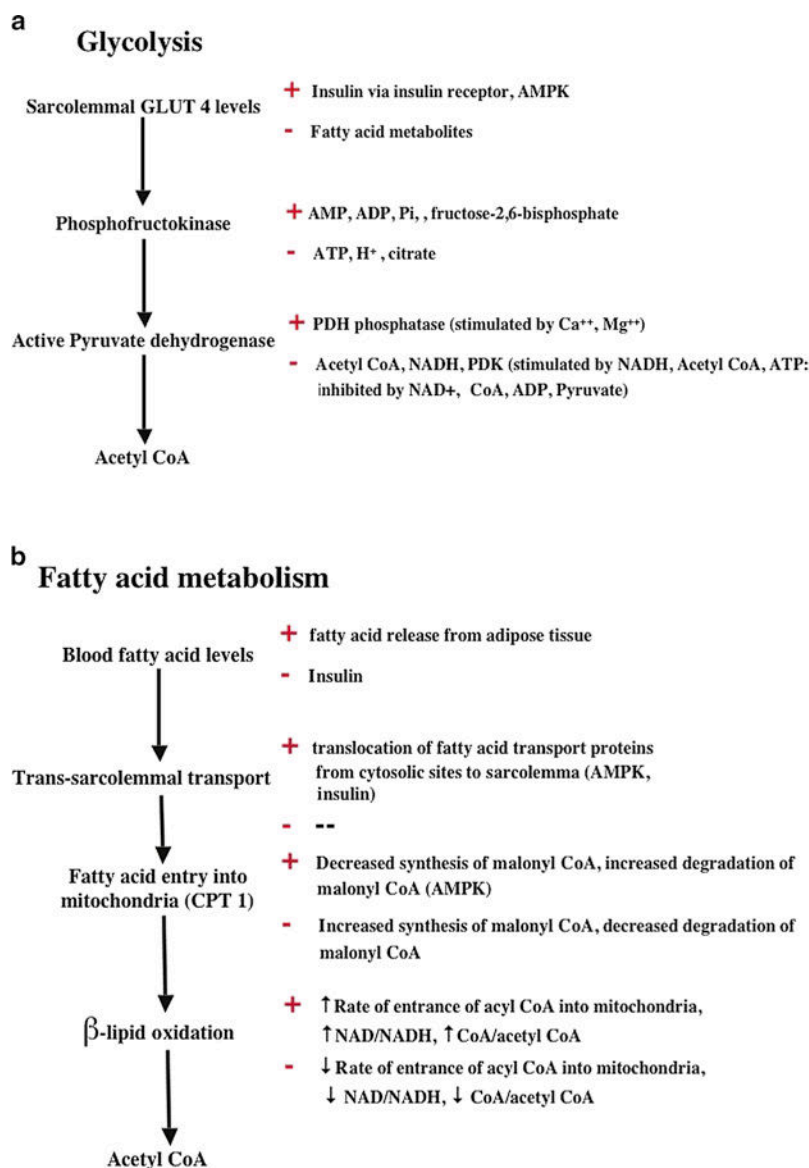 a
Glycolysis
Sarcolemmal GLUT 4 levels
+ Insulin via insulin receptor, AMPK
- Fatty acid metabolites
Phosphofructokinase
+ AMP, ADP, Pi, , fructose-2,6-bisphosphate
- ATP, H⁺ , citrate
Active Pyruvate dehydrogenase
+ PDH phosphatase (stimulated by Ca⁺⁺, Mg⁺⁺)
- Acetyl CoA, NADH, PDK (stimulated by NADH, Acetyl CoA, ATP:
inhibited by NAD+, CoA, ADP, Pyruvate)
Acetyl CoA
b
Fatty acid metabolism
Blood fatty acid levels
+ fatty acid release from adipose tissue
- Insulin
Trans-sarcolemmal transport
+ translocation of fatty acid transport proteins
from cytosolic sites to sarcolemma (AMPK,
insulin)
- --
Fatty acid entry into
mitochondria (CPT 1)
+ Decreased synthesis of malonyl CoA, increased degradation of
malonyl CoA (AMPK)
- Increased synthesis of malonyl CoA, decreased degradation of
malonyl CoA
β-lipid oxidation
+ ↑Rate of entrance of acyl CoA into mitochondria,
↑NAD/NADH, ↑CoA/acetyl CoA
- ↓Rate of entrance of acyl CoA into mitochondria,
↓ NAD/NADH, ↓ CoA/acetyl CoA
Acetyl CoA